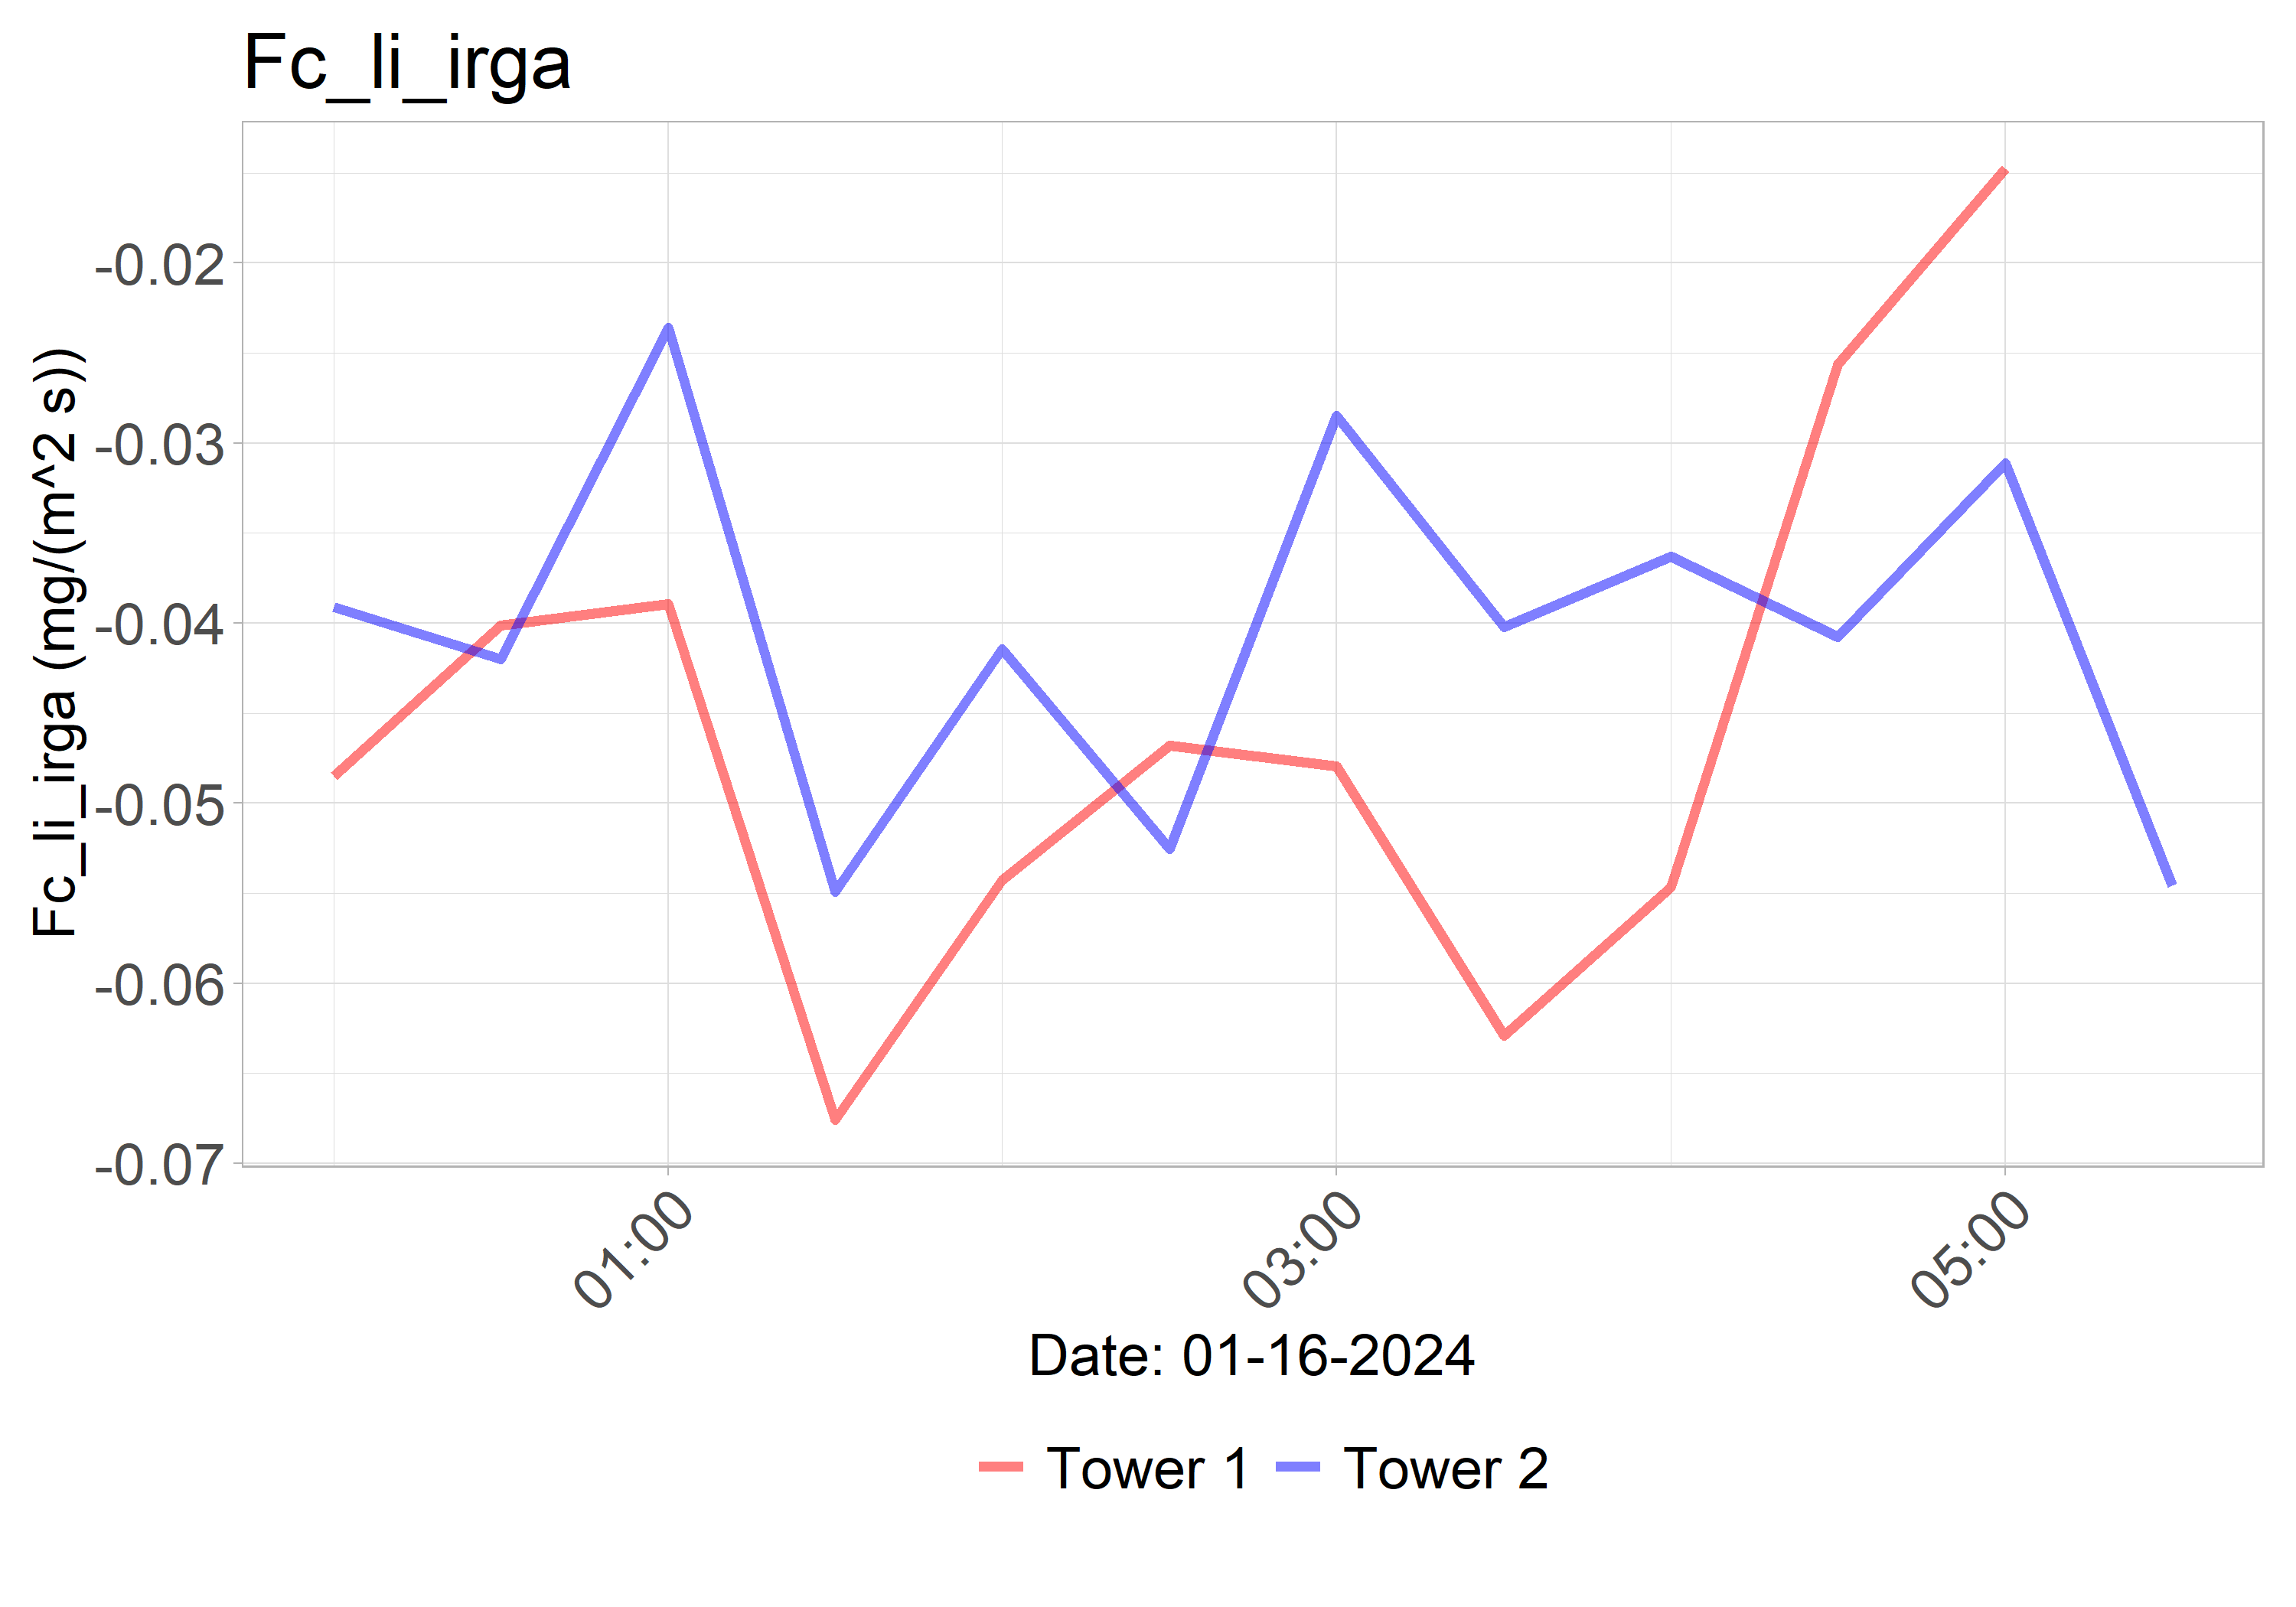 Fc_li_irga
Fc_li_irga (mg/(m^2 s))
-0.02
-0.03
-0.04
-0.05
-0.06
-0.07
01:00
03:00
05:00
Date: 01-16-2024
Tower 1
Tower 2